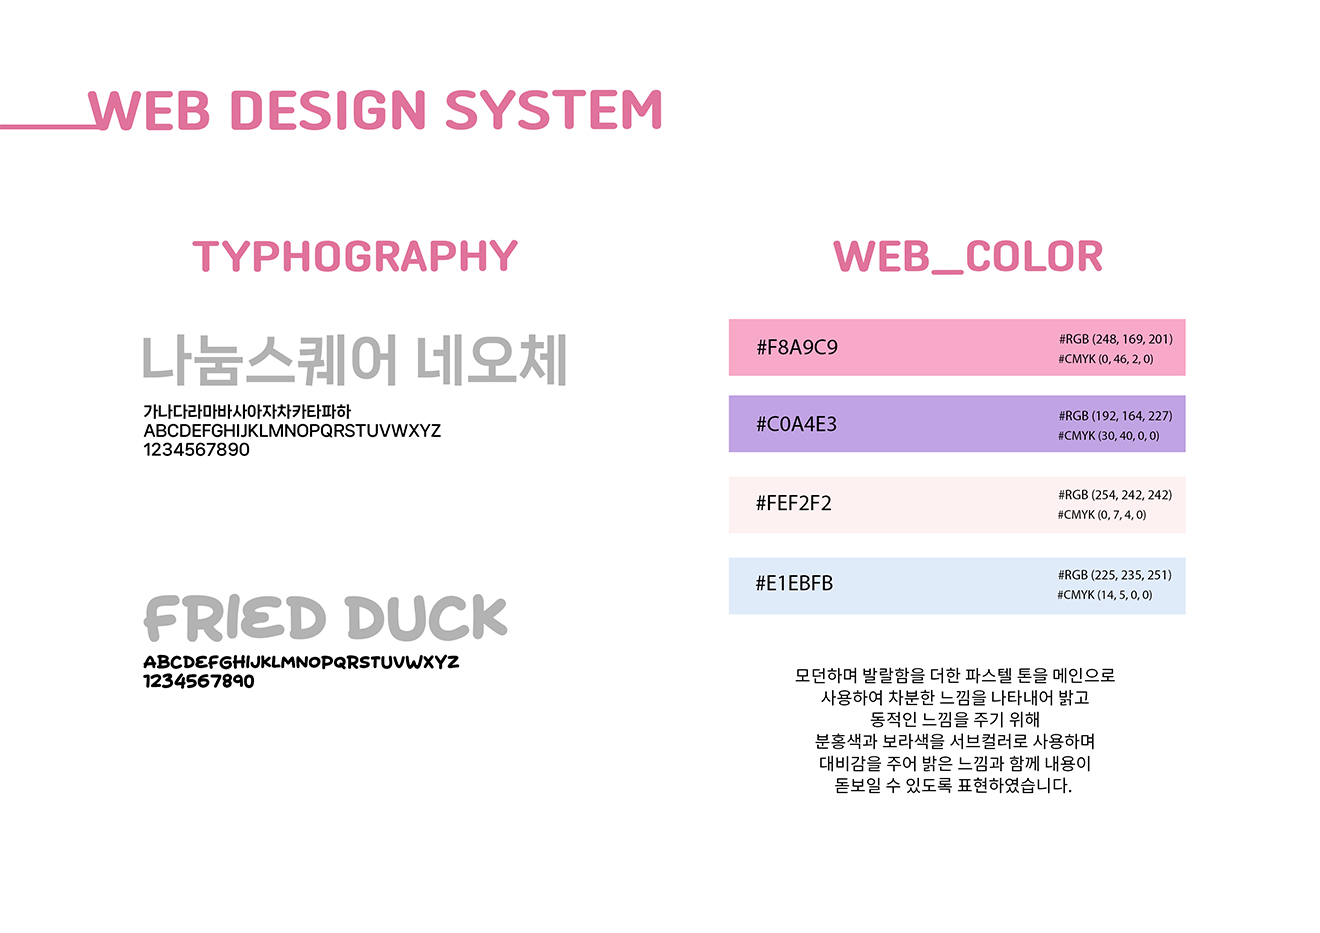 WEB DESIGN SYSTEM
TYPHOGRAPHY
나눔스퀘어 네오체
가나다라마바사아자차카타파하
ABCDEFGHIJKLMNOPQRSTUVWXYZ
1234567890
FRIED DUCK
ABCDEFGHIJKLMNOPQRSTUVWXYZ
1234567890
WEB_COLOR
#F8A9C9
#RGB (248, 169, 201)
#CMYK (0, 46, 2, 0)
#C0A4E3
#RGB (192, 164, 227)
#CMYK (30, 40, 0, 0)
#FEF2F2
#RGB (254, 242, 242)
#CMYK (0, 7, 4, 0)
#E1EBFB
#RGB (225, 235, 251)
#CMYK (14, 5, 0, 0)
모던하며 발랄함을 더한 파스텔 톤을 메인으로
사용하여 차분한 느낌을 나타내어 밝고
동적인 느낌을 주기 위해
분홍색과 보라색을 서브컬러로 사용하며
대비감을 주어 밝은 느낌과 함께 내용이
돋보일 수 있도록 표현하였습니다.